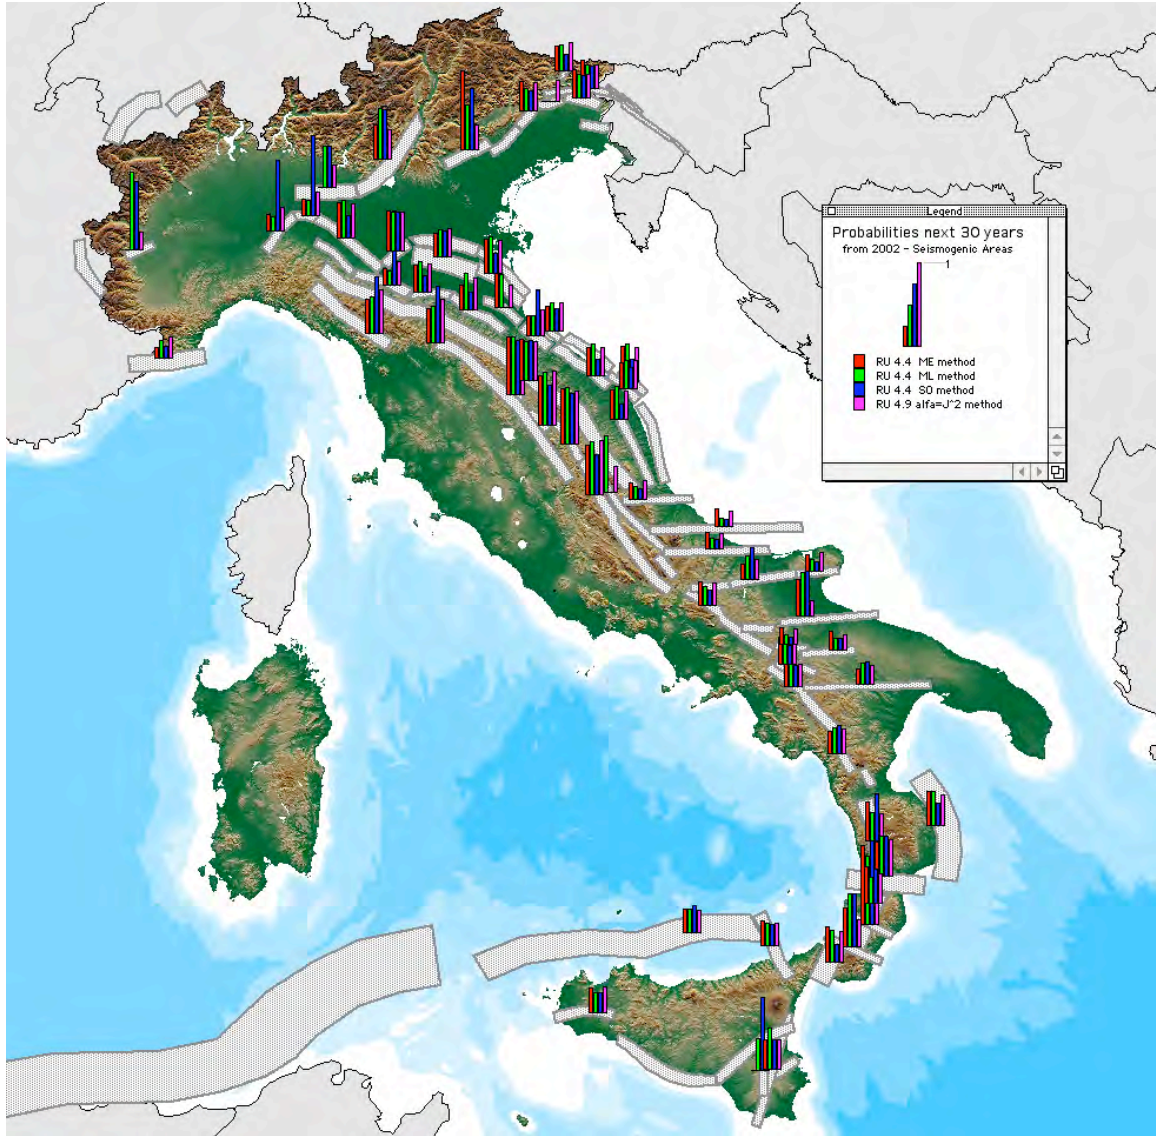 Legend
Probabilities next 30 years
from 2002 - Seismogenic Areas
1
RU 4.4 ME method
RU 4.4 ML method
RU 4.4 SO method
RU 4.9 alfa=J^2 method